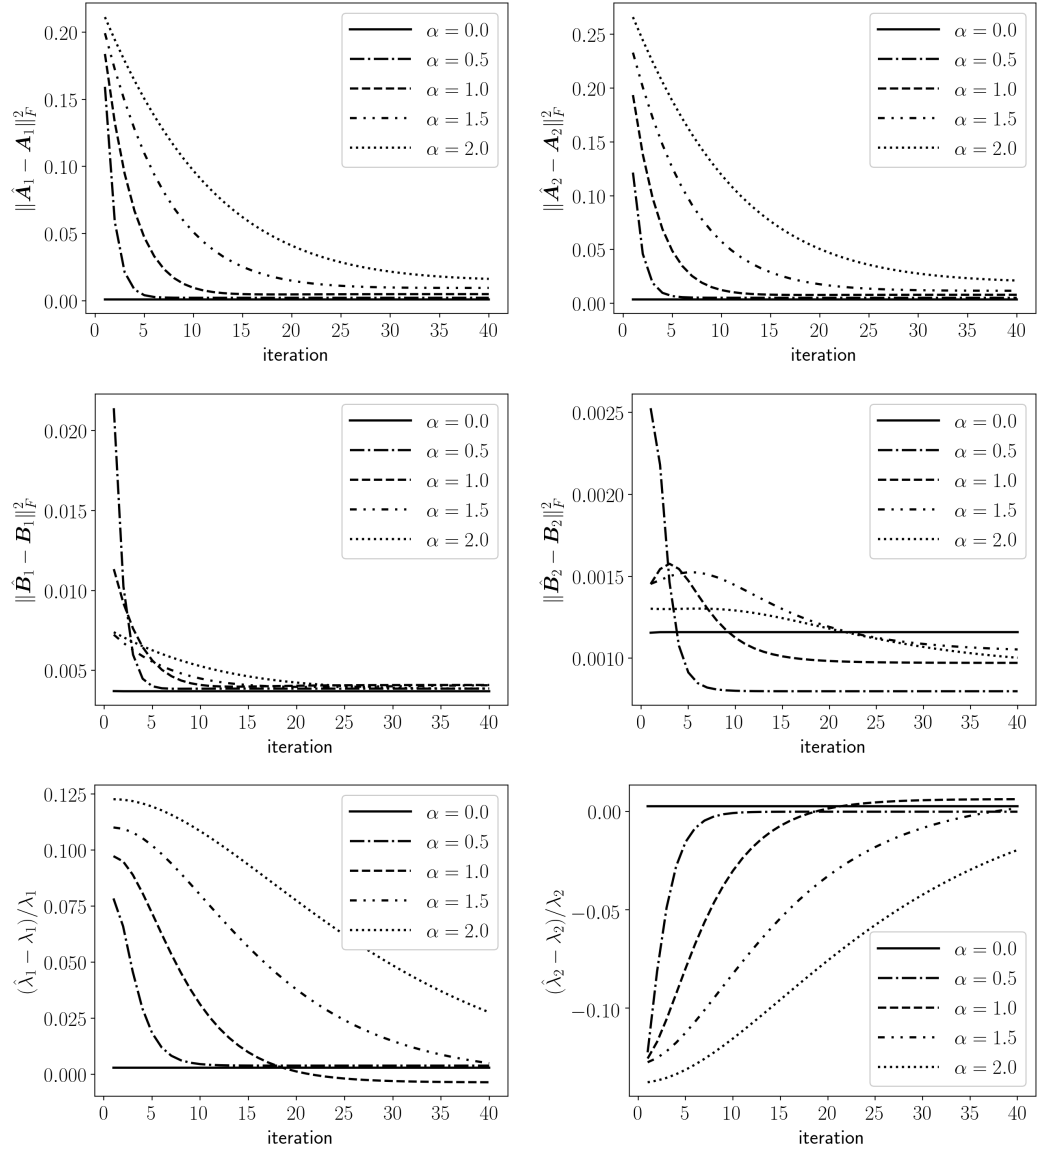 0.20
0.15
0.10
0.05
0.00
‖Â₁ − A₁‖²_F
0 5 10 15 20 25 30 35 40
iteration
α = 0.0
α = 0.5
α = 1.0
α = 1.5
α = 2.0
0.25
0.20
0.15
0.10
0.05
0.00
‖Â₂ − A₂‖²_F
0 5 10 15 20 25 30 35 40
iteration
α = 0.0
α = 0.5
α = 1.0
α = 1.5
α = 2.0
0.020
0.015
0.010
0.005
‖B̂₁ − B₁‖²_F
0 5 10 15 20 25 30 35 40
iteration
α = 0.0
α = 0.5
α = 1.0
α = 1.5
α = 2.0
0.0025
0.0020
0.0015
0.0010
‖B̂₂ − B₂‖²_F
0 5 10 15 20 25 30 35 40
iteration
α = 0.0
α = 0.5
α = 1.0
α = 1.5
α = 2.0
0.125
0.100
0.075
0.050
0.025
0.000
(λ̂₁ − λ₁)/λ₁
0 5 10 15 20 25 30 35 40
iteration
α = 0.0
α = 0.5
α = 1.0
α = 1.5
α = 2.0
0.00
−0.05
−0.10
(λ̂₂ − λ₂)/λ₂
0 5 10 15 20 25 30 35 40
iteration
α = 0.0
α = 0.5
α = 1.0
α = 1.5
α = 2.0